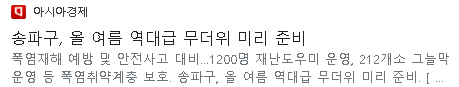 아시아경제
송파구, 올 여름 역대급 무더위 미리 준비
폭염재해 예방 및 안전사고 대비...1200명 재난도우미 운영, 212개소 그늘막
운영 등 폭염취약계층 보호. 송파구, 올 여름 역대급 무더위 미리 준비. [ ...